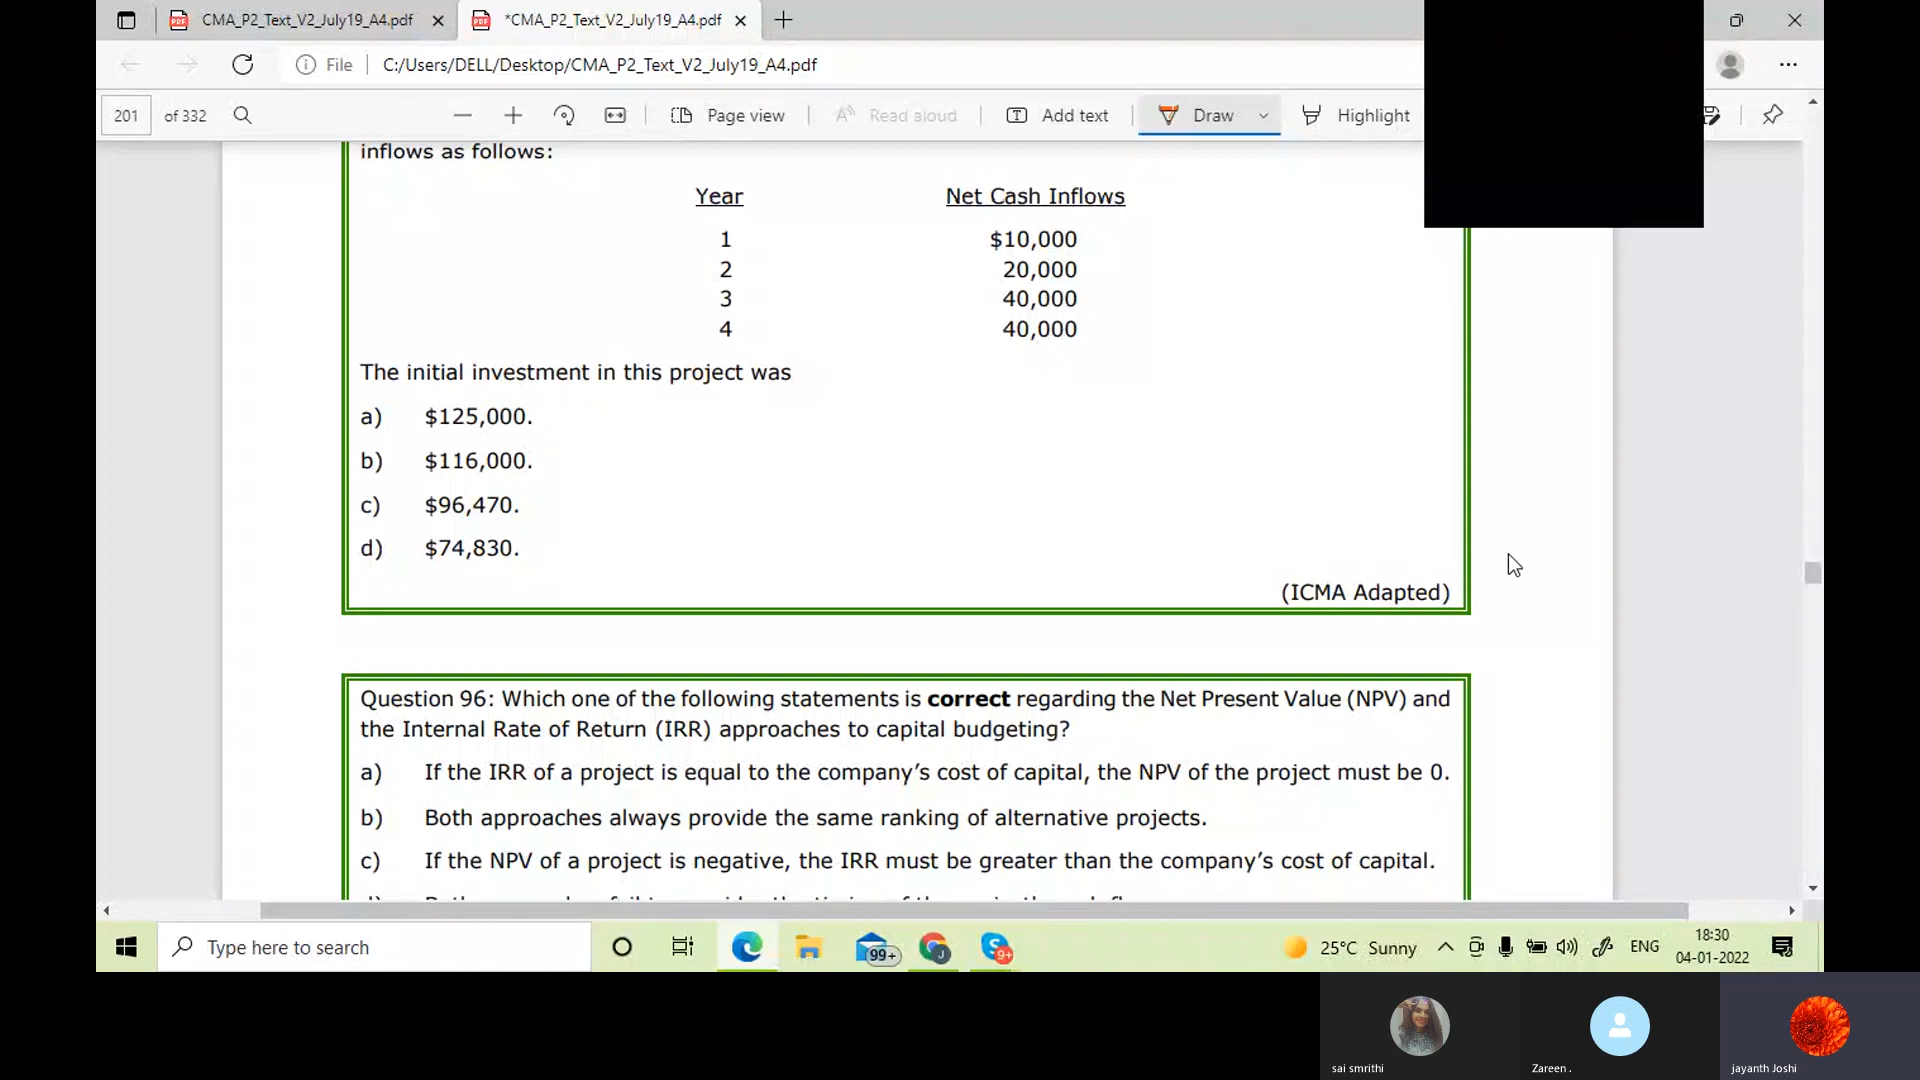 CMA_P2_Text_V2_July19_A4.pdf
*CMA_P2_Text_V2_July19_A4.pdf
File
C:/Users/DELL/Desktop/CMA_P2_Text_V2_July19_A4.pdf
201 of 332
Page view
Read aloud
Add text
Draw
Highlight
inflows as follows:
Year Net Cash Inflows
1 $10,000
2 20,000
3 40,000
4 40,000
The initial investment in this project was
a) $125,000.
b) $116,000.
c) $96,470.
d) $74,830.
(ICMA Adapted)
Question 96: Which one of the following statements is correct regarding the Net Present Value (NPV) and
the Internal Rate of Return (IRR) approaches to capital budgeting?
a) If the IRR of a project is equal to the company's cost of capital, the NPV of the project must be 0.
b) Both approaches always provide the same ranking of alternative projects.
c) If the NPV of a project is negative, the IRR must be greater than the company's cost of capital.
Type here to search
99+
9+
25°C Sunny
ENG
18:30
04-01-2022
sai smrithi
Zareen .
jayanth Joshi